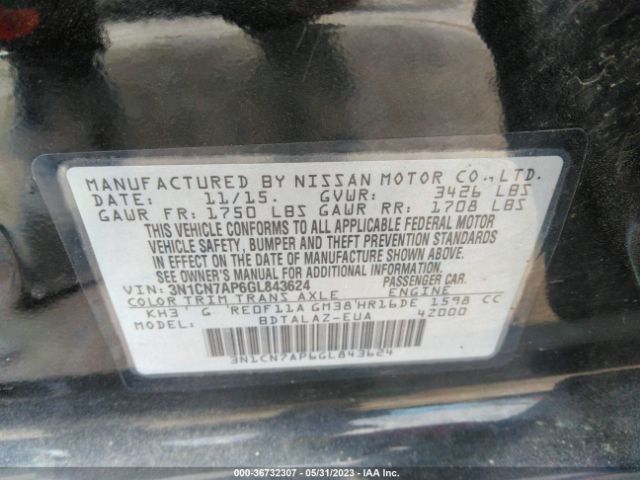 MANUFACTURED BY NISSAN MOTOR CO.,LTD.
DATE: 11/15. GVWR: 3426 LBS
GAWR FR: 1750 LBS GAWR RR: 1708 LBS
THIS VEHICLE CONFORMS TO ALL APPLICABLE FEDERAL MOTOR
VEHICLE SAFETY, BUMPER AND THEFT PREVENTION STANDARDS
IN EFFECT ON THE DATE OF MANUFACTURE SHOWN ABOVE.
SEE OWNER'S MANUAL FOR ADDITIONAL INFORMATION.
VIN: 3N1CN7AP6GL843624 PASSENGER CAR.
COLOR TRIM TRANS AXLE ENGINE
KH3 G RE0F11A GM38 HR16DE 1598 CC
MODEL: BDTALAZ-EUA 4Z000
3N1CN7AP6GL843624
000-36732307 - 05/31/2023 - IAA Inc.